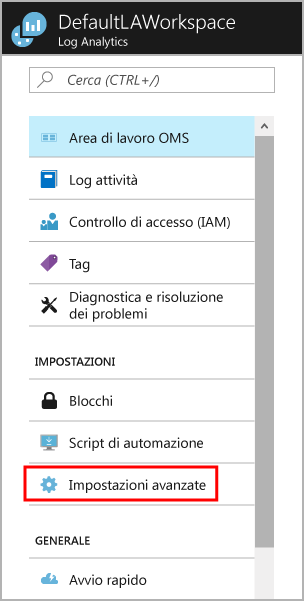 DefaultLAWorkspace
Log Analytics
Cerca (CTRL+/)
Area di lavoro OMS
Log attività
Controllo di accesso (IAM)
Tag
Diagnostica e risoluzione
dei problemi
IMPOSTAZIONI
Blocchi
Script di automazione
Impostazioni avanzate
GENERALE
Avvio rapido